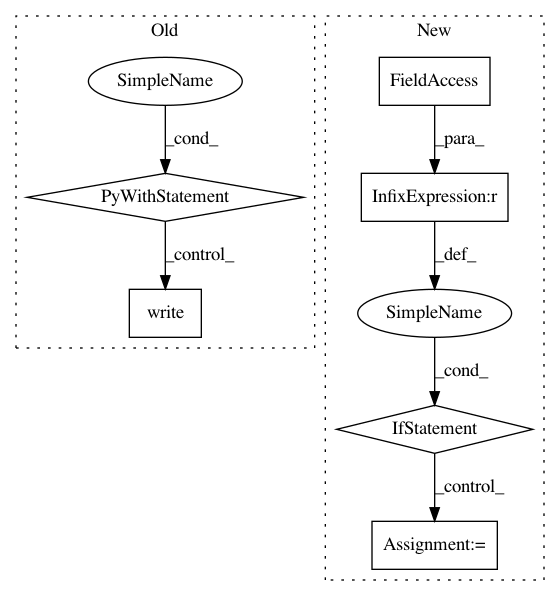 Old
SimpleName
_cond_
PyWithStatement
_control_
write
New
FieldAccess
_para_
InfixExpression:r
_def_
SimpleName
_cond_
IfStatement
_control_
Assignment:=